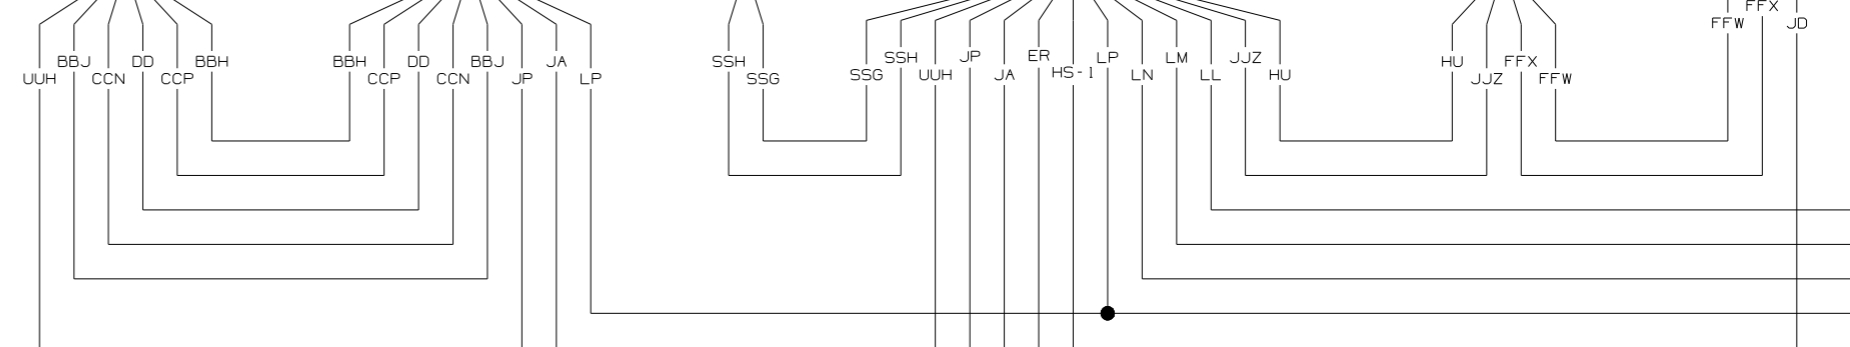 FFX
FFW JD
BBJ DD BBH BBH DD BBJ JA SSH SSH JP ER LP LM JJZ HU FFX
UUH CCN CCP CCP CCN JP LP SSG SSG UUH JA HS-1 LN LL HU JJZ FFW